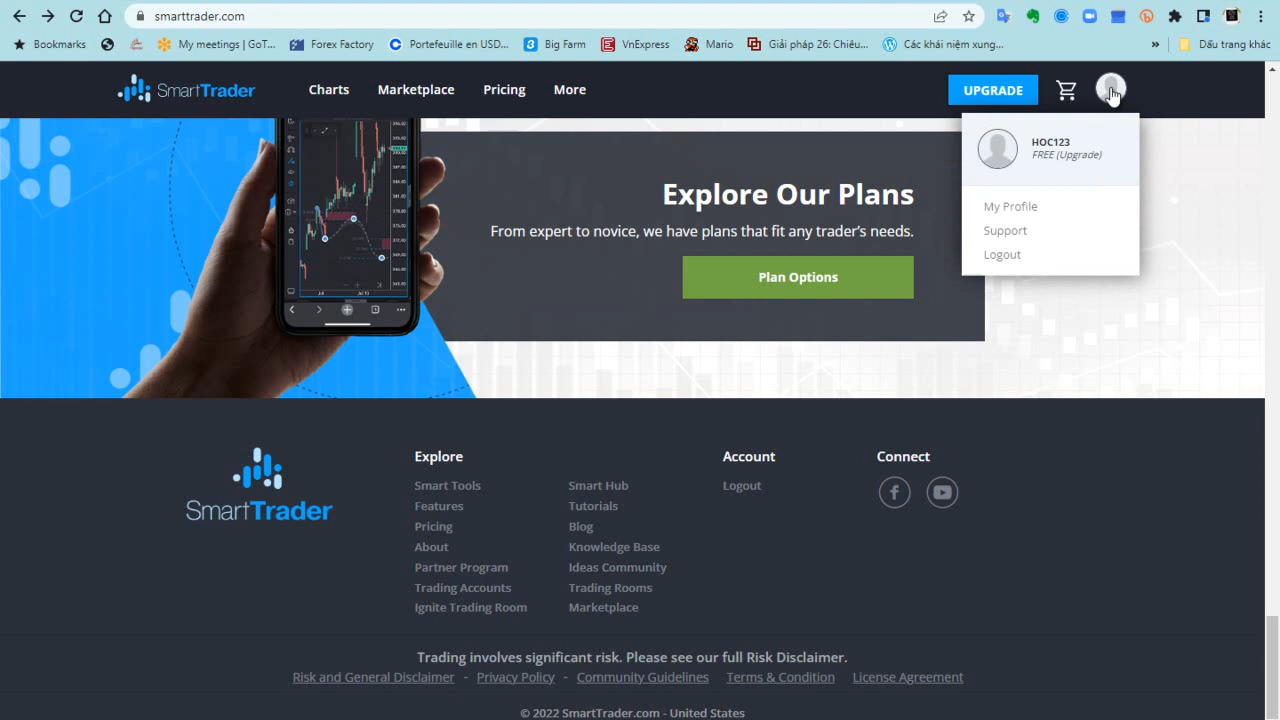 smarttrader.com
Bookmarks
My meetings | GoT...
Forex Factory
Portefeuille en USD...
Big Farm
VnExpress
Mario
Giải pháp 26: Chiêu...
Các khái niệm xung...
»
Dấu trang khác
SmartTrader
Charts
Marketplace
Pricing
More
UPGRADE
HOC123
FREE (Upgrade)
My Profile
Support
Logout
Explore Our Plans
From expert to novice, we have plans that fit any trader's needs.
Plan Options
SmartTrader
Explore
Smart Tools
Features
Pricing
About
Partner Program
Trading Accounts
Ignite Trading Room
Smart Hub
Tutorials
Blog
Knowledge Base
Ideas Community
Trading Rooms
Marketplace
Account
Logout
Connect
Trading involves significant risk. Please see our full Risk Disclaimer.
Risk and General Disclaimer - Privacy Policy - Community Guidelines Terms & Condition License Agreement
© 2022 SmartTrader.com - United States